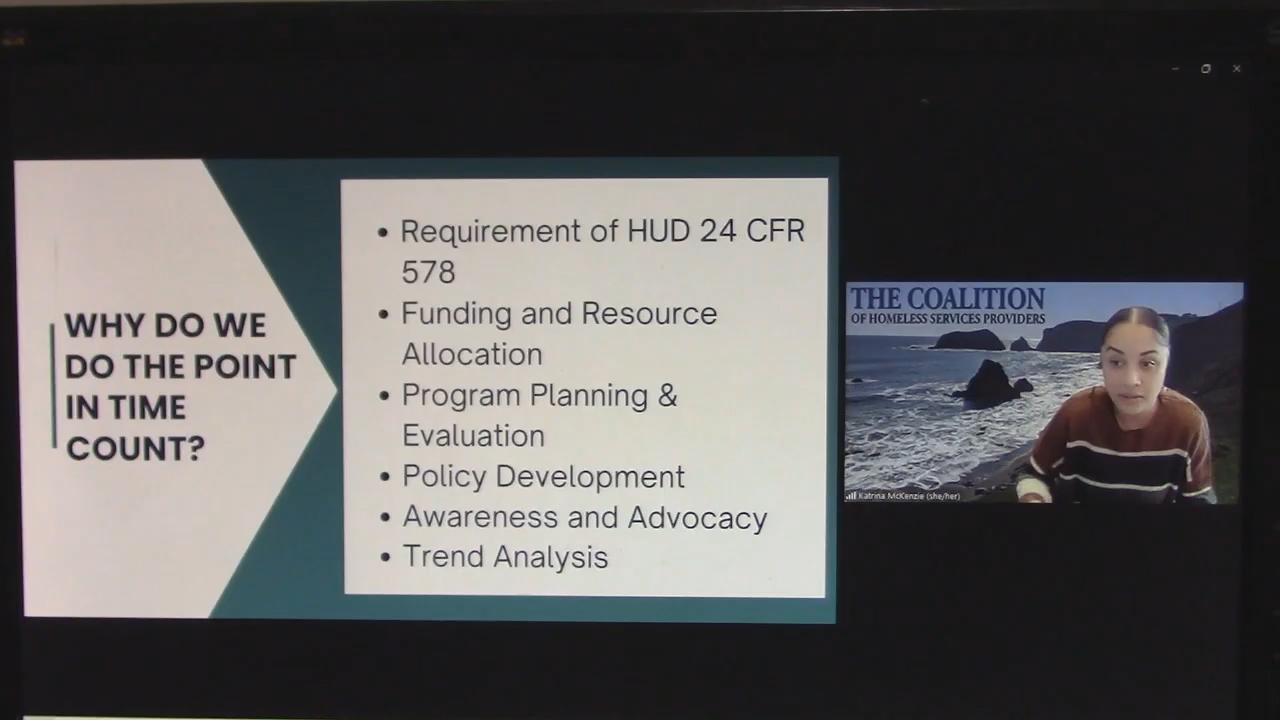 WHY DO WE
DO THE POINT
IN TIME
COUNT?
• Requirement of HUD 24 CFR
578
• Funding and Resource
Allocation
• Program Planning &
Evaluation
• Policy Development
• Awareness and Advocacy
• Trend Analysis
THE COALITION
OF HOMELESS SERVICES PROVIDERS
Katrina McKenzie (she/her)